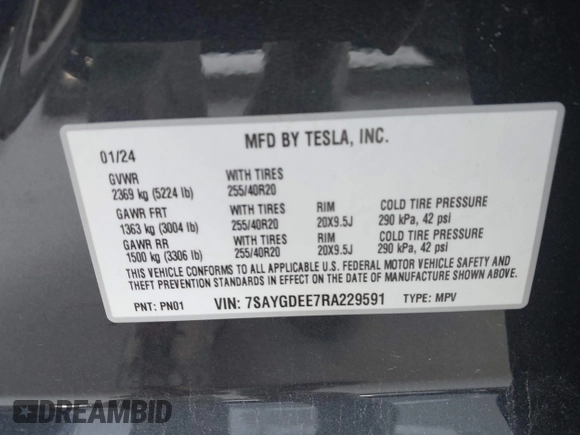 MFD BY TESLA, INC.
01/24
GVWR WITH TIRES
2369 kg (5224 lb) 255/40R20
GAWR FRT WITH TIRES RIM COLD TIRE PRESSURE
1363 kg (3004 lb) 255/40R20 20X9.5J 290 kPa, 42 psi
GAWR RR WITH TIRES RIM COLD TIRE PRESSURE
1500 kg (3306 lb) 255/40R20 20X9.5J 290 kPa, 42 psi
THIS VEHICLE CONFORMS TO ALL APPLICABLE U.S. FEDERAL MOTOR VEHICLE SAFETY AND
THEFT PREVENTION STANDARDS IN EFFECT ON THE DATE OF MANUFACTURE SHOWN ABOVE.
PNT: PN01 VIN: 7SAYGDEE7RA229591 TYPE: MPV
DREAMBID